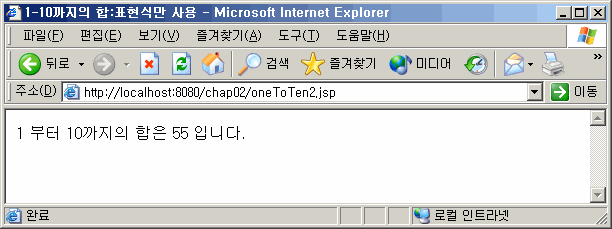 1-10까지의 합:표현식만 사용 - Microsoft Internet Explorer
파일(F) 편집(E) 보기(V) 즐겨찾기(A) 도구(T) 도움말(H)
뒤로 검색 즐겨찾기 미디어 »
주소(D) http://localhost:8080/chap02/oneToTen2.jsp 이동
1 부터 10까지의 합은 55 입니다.
완료 로컬 인트라넷